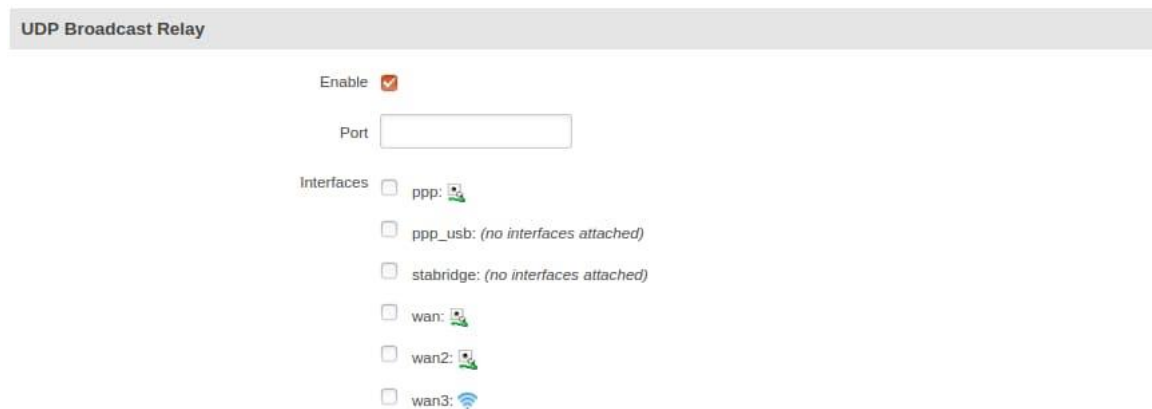 UDP Broadcast Relay
Enable
Port
Interfaces
ppp:
ppp_usb: (no interfaces attached)
stabridge: (no interfaces attached)
wan:
wan2:
wan3: